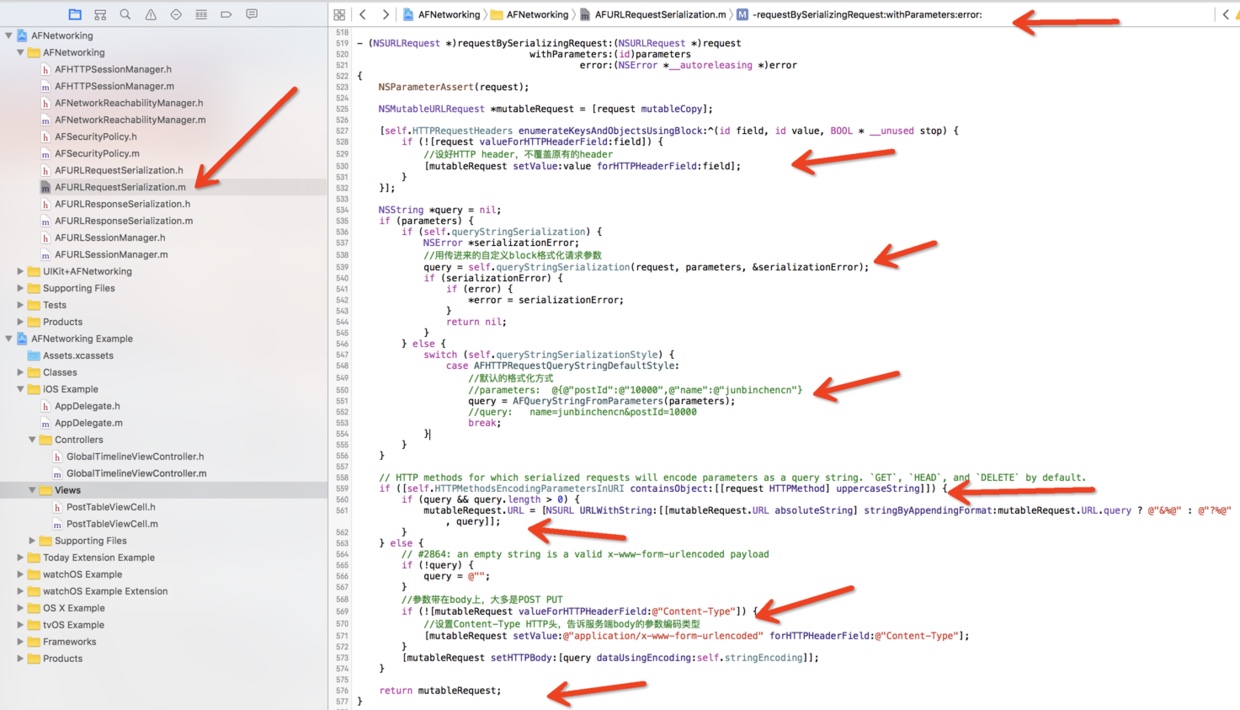 AFNetworking
AFNetworking
AFHTTPSessionManager.h
AFHTTPSessionManager.m
AFNetworkReachabilityManager.h
AFNetworkReachabilityManager.m
AFSecurityPolicy.h
AFSecurityPolicy.m
AFURLRequestSerialization.h
AFURLRequestSerialization.m
AFURLResponseSerialization.h
AFURLResponseSerialization.m
AFURLSessionManager.h
AFURLSessionManager.m
UIKit+AFNetworking
Supporting Files
Tests
Products
AFNetworking Example
Assets.xcassets
Classes
iOS Example
AppDelegate.h
AppDelegate.m
Controllers
GlobalTimelineViewController.h
GlobalTimelineViewController.m
Views
PostTableViewCell.h
PostTableViewCell.m
Supporting Files
Today Extension Example
watchOS Example
watchOS Example Extension
OS X Example
tvOS Example
Frameworks
Products
AFNetworking AFNetworking AFURLRequestSerialization.m M -requestBySerializingRequest:withParameters:error:
518
519 - (NSURLRequest *)requestBySerializingRequest:(NSURLRequest *)request
520 withParameters:(id)parameters
521 error:(NSError *__autoreleasing *)error
522 {
523 NSParameterAssert(request);
524
525 NSMutableURLRequest *mutableRequest = [request mutableCopy];
526
527 [self.HTTPRequestHeaders enumerateKeysAndObjectsUsingBlock:^(id field, id value, BOOL * __unused stop) {
528 if (![request valueForHTTPHeaderField:field]) {
529 //设好HTTP header，不覆盖原有的header
530 [mutableRequest setValue:value forHTTPHeaderField:field];
531 }
532 }];
533
534 NSString *query = nil;
535 if (parameters) {
536 if (self.queryStringSerialization) {
537 NSError *serializationError;
538 //用传进来的自定义block格式化请求参数
539 query = self.queryStringSerialization(request, parameters, &serializationError);
540 if (serializationError) {
541 if (error) {
542 *error = serializationError;
543 }
544 return nil;
545 }
546 } else {
547 switch (self.queryStringSerializationStyle) {
548 case AFHTTPRequestQueryStringDefaultStyle:
549 //默认的格式化方式
550 //parameters: @{@"postId":@"10000",@"name":@"junbinchencn"}
551 query = AFQueryStringFromParameters(parameters);
552 //query: name=junbinchencn&postId=10000
553 break;
554 }
555 }
556 }
557
558 // HTTP methods for which serialized requests will encode parameters as a query string. `GET`, `HEAD`, and `DELETE` by default.
559 if ([self.HTTPMethodsEncodingParametersInURI containsObject:[[request HTTPMethod] uppercaseString]]) {
560 if (query && query.length > 0) {
561 mutableRequest.URL = [NSURL URLWithString:[[mutableRequest.URL absoluteString] stringByAppendingFormat:mutableRequest.URL.query ? @"&%@" : @"?%@"
, query]];
562 }
563 } else {
564 // #2864: an empty string is a valid x-www-form-urlencoded payload
565 if (!query) {
566 query = @"";
567 }
568 //参数带在body上，大多是POST PUT
569 if (![mutableRequest valueForHTTPHeaderField:@"Content-Type"]) {
570 //设置Content-Type HTTP头，告诉服务端body的参数编码类型
571 [mutableRequest setValue:@"application/x-www-form-urlencoded" forHTTPHeaderField:@"Content-Type"];
572 }
573 [mutableRequest setHTTPBody:[query dataUsingEncoding:self.stringEncoding]];
574 }
575
576 return mutableRequest;
577 }